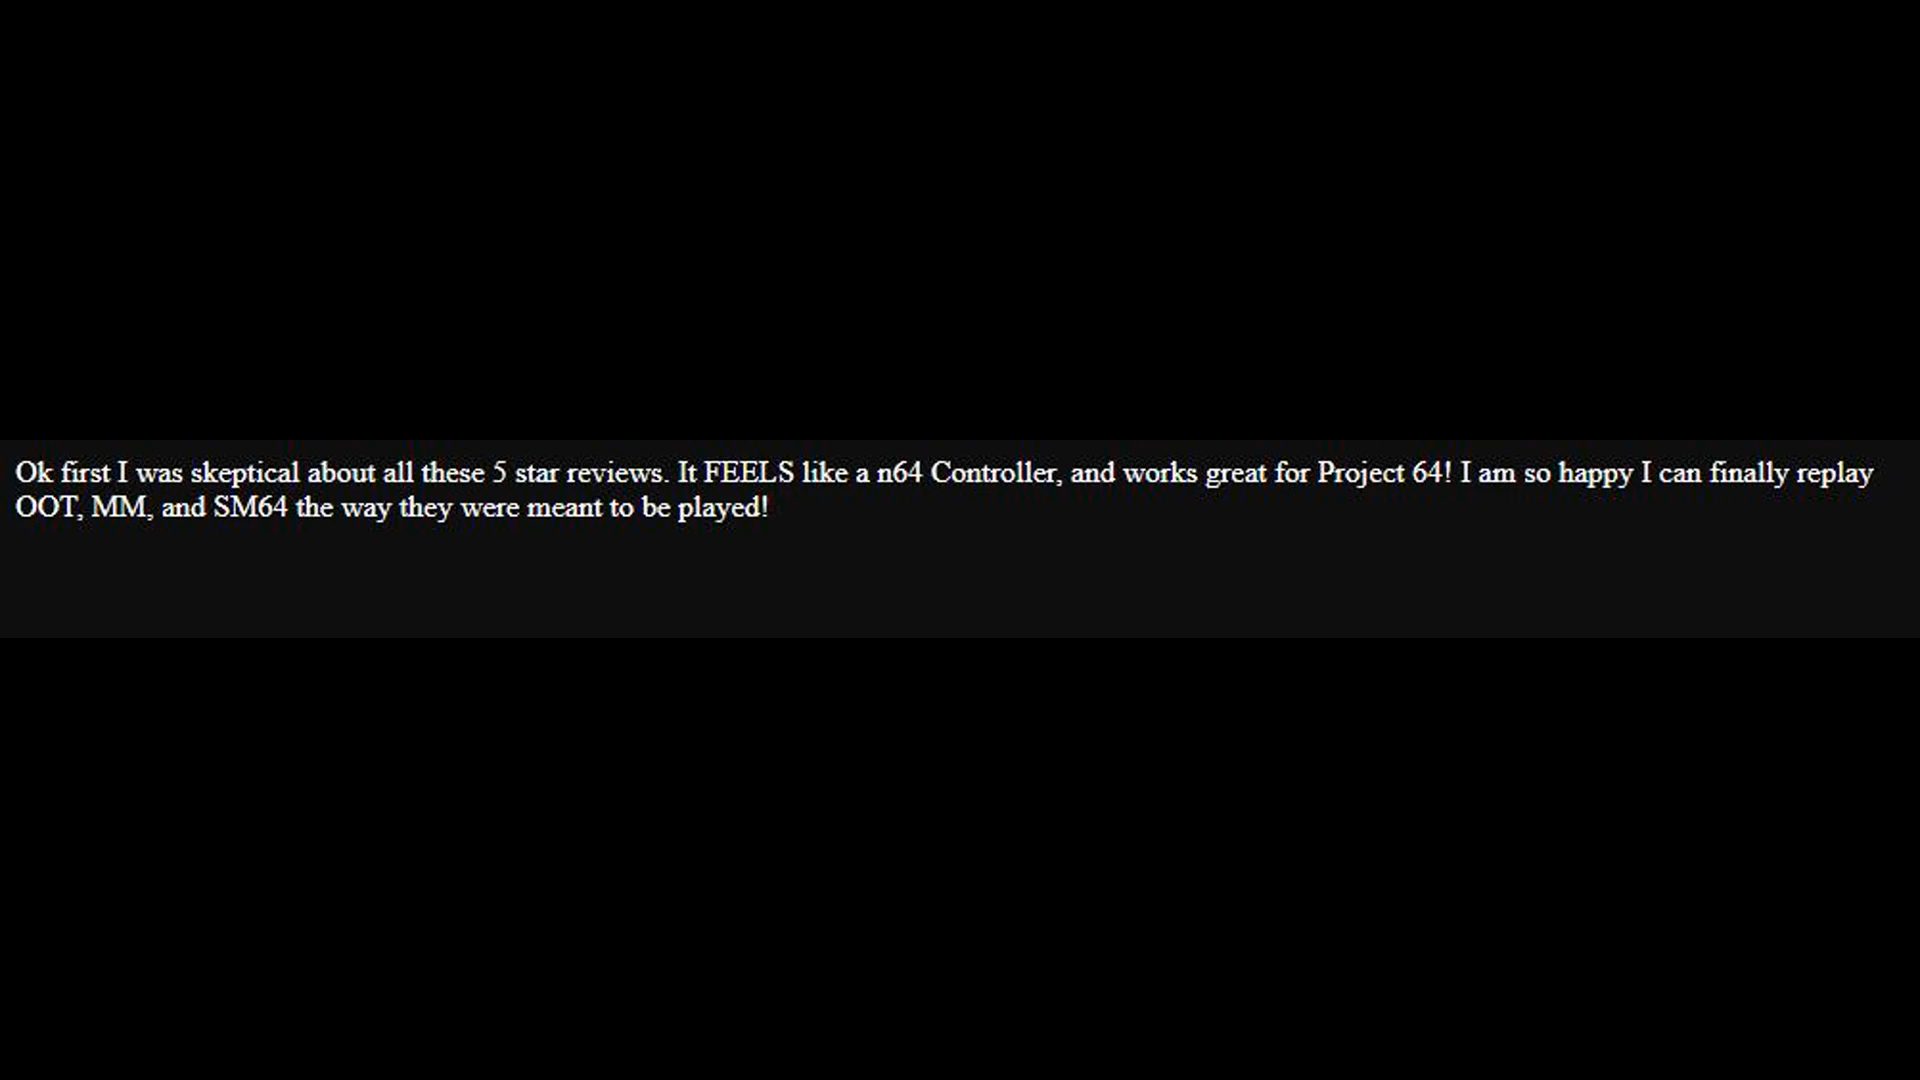 Ok first I was skeptical about all these 5 star reviews. It FEELS like a n64 Controller, and works great for Project 64! I am so happy I can finally replay
OOT, MM, and SM64 the way they were meant to be played!